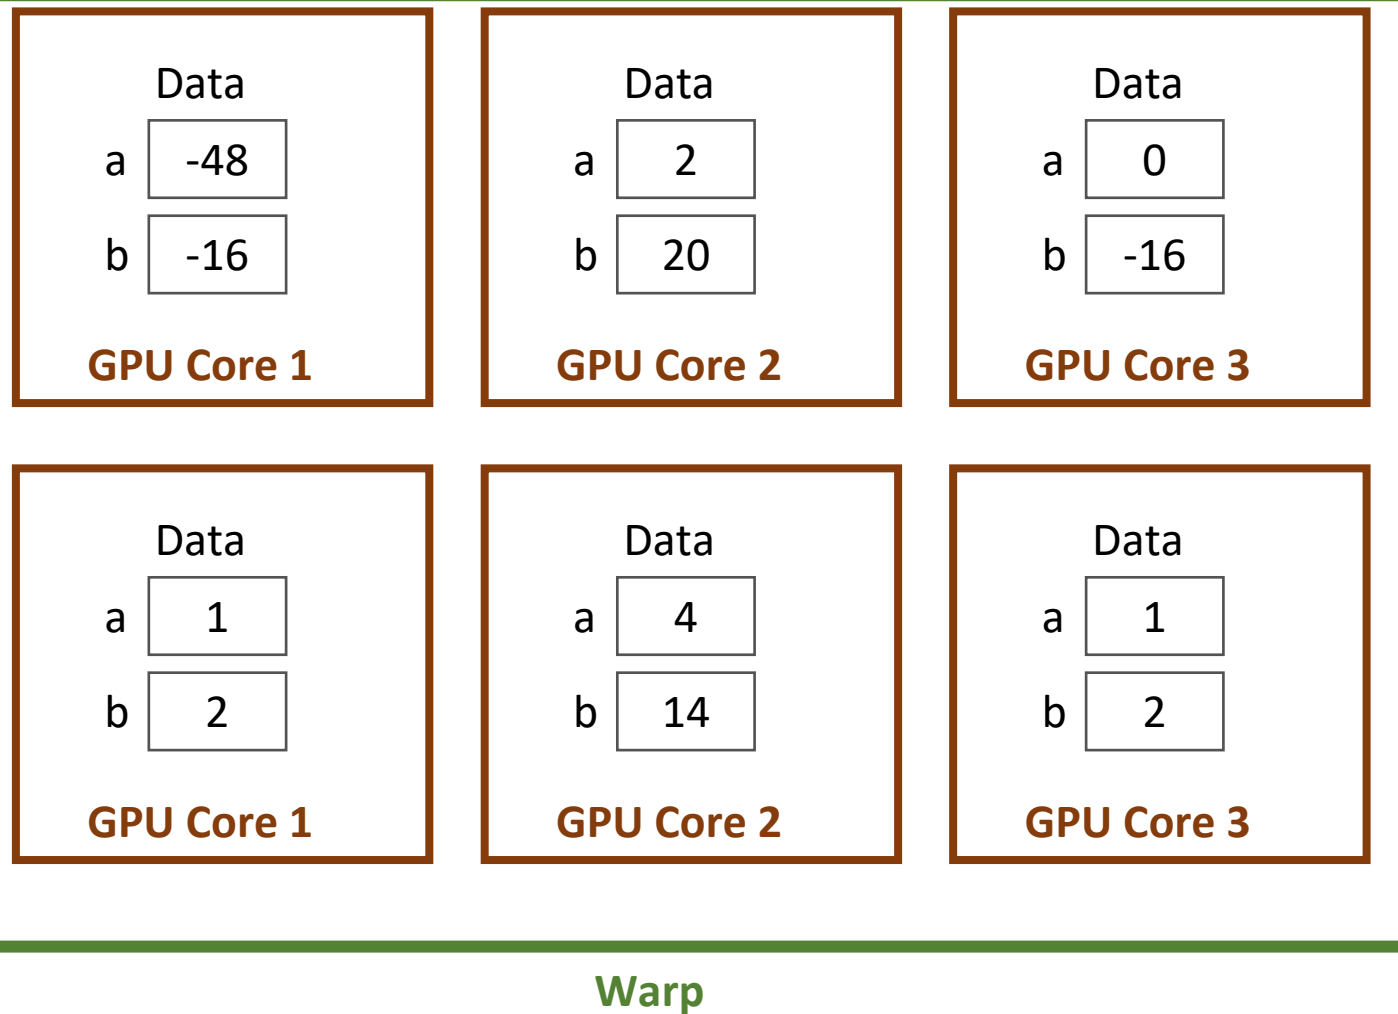 Data Data Data
a -48 a 2 a 0
b -16 b 20 b -16
GPU Core 1 GPU Core 2 GPU Core 3
Data Data Data
a 1 a 4 a 1
b 2 b 14 b 2
GPU Core 1 GPU Core 2 GPU Core 3
Warp